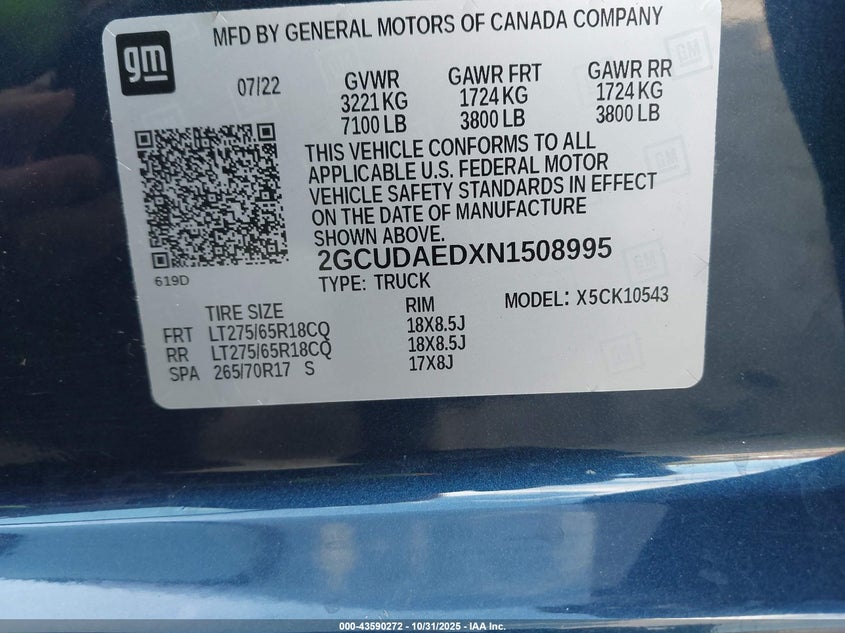 MFD BY GENERAL MOTORS OF CANADA COMPANY
gm
07/22
GVWR GAWR FRT GAWR RR
3221 KG 1724 KG 1724 KG
7100 LB 3800 LB 3800 LB
THIS VEHICLE CONFORMS TO ALL
APPLICABLE U.S. FEDERAL MOTOR
VEHICLE SAFETY STANDARDS IN EFFECT
ON THE DATE OF MANUFACTURE
SHOWN ABOVE.
2GCUDAEDXN1508995
619D
TYPE: TRUCK
MODEL: X5CK10543
TIRE SIZE RIM
FRT LT275/65R18CQ 18X8.5J
RR LT275/65R18CQ 18X8.5J
SPA 265/70R17 S 17X8J
000-43590272 - 10/31/2025 - IAA Inc.